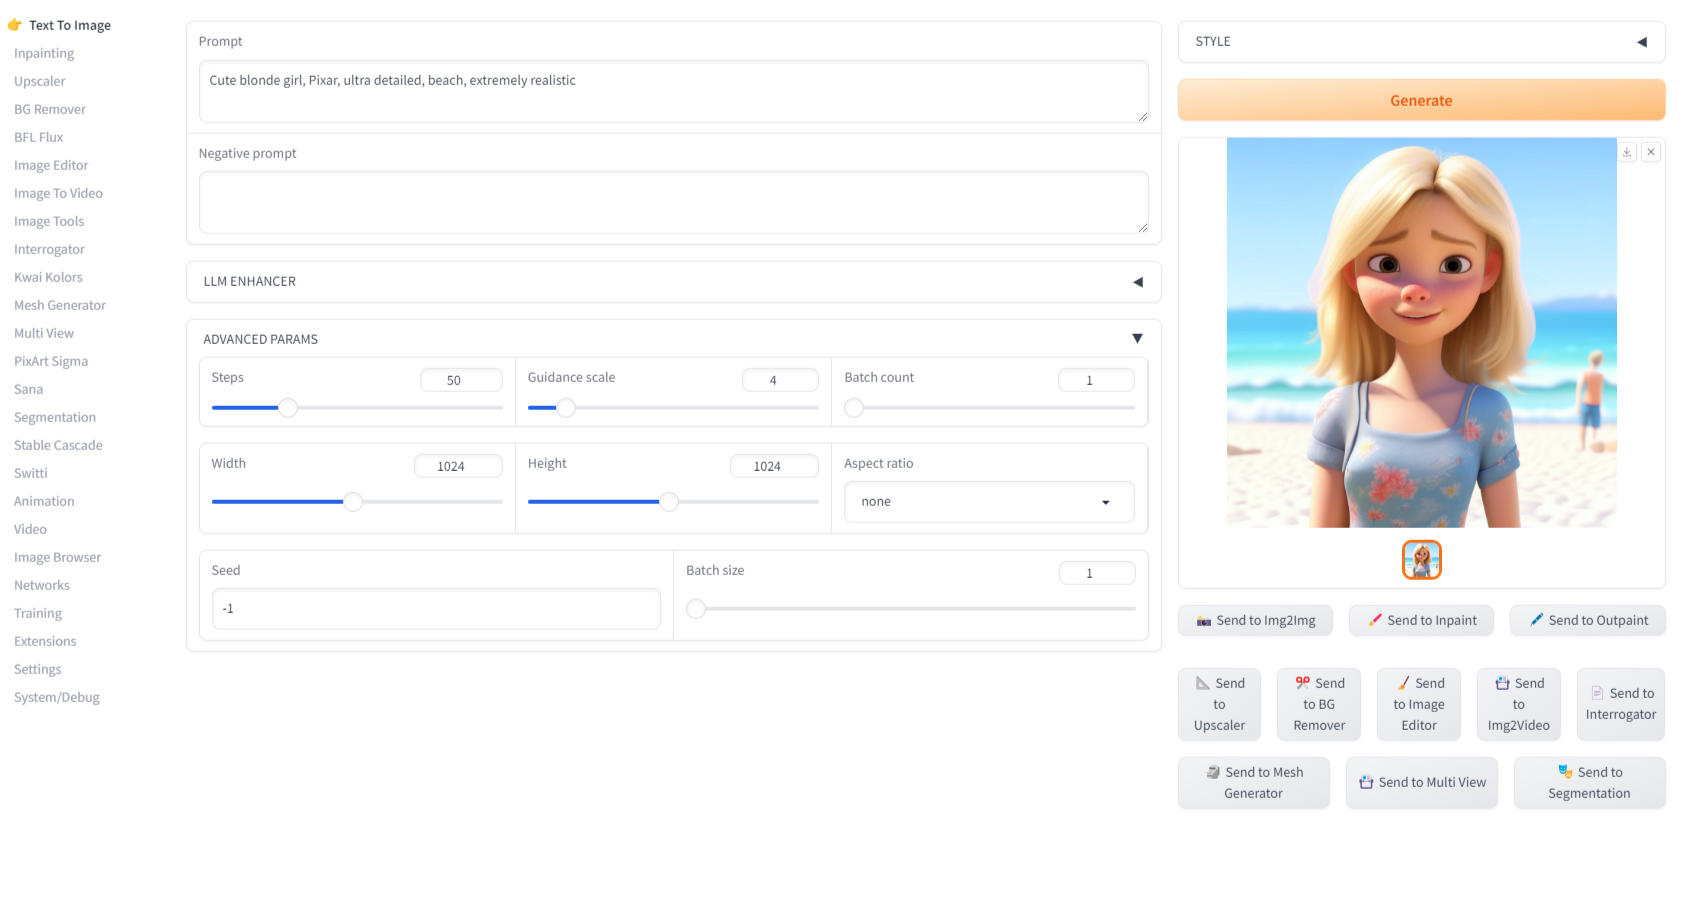 Text To Image
Inpainting
Upscaler
BG Remover
BFL Flux
Image Editor
Image To Video
Image Tools
Interrogator
Kwai Kolors
Mesh Generator
Multi View
PixArt Sigma
Sana
Segmentation
Stable Cascade
Switti
Animation
Video
Image Browser
Networks
Training
Extensions
Settings
System/Debug
Prompt
Cute blonde girl, Pixar, ultra detailed, beach, extremely realistic
Negative prompt
LLM ENHANCER
ADVANCED PARAMS
Steps 50
Guidance scale 4
Batch count 1
Width 1024
Height 1024
Aspect ratio
none
Seed
-1
Batch size 1
STYLE
Generate
Send to Img2Img
Send to Inpaint
Send to Outpaint
Send
to
Upscaler
Send
to BG
Remover
Send
to Image
Editor
Send
to
Img2Video
Send to
Interrogator
Send to Mesh
Generator
Send to Multi View
Send to
Segmentation